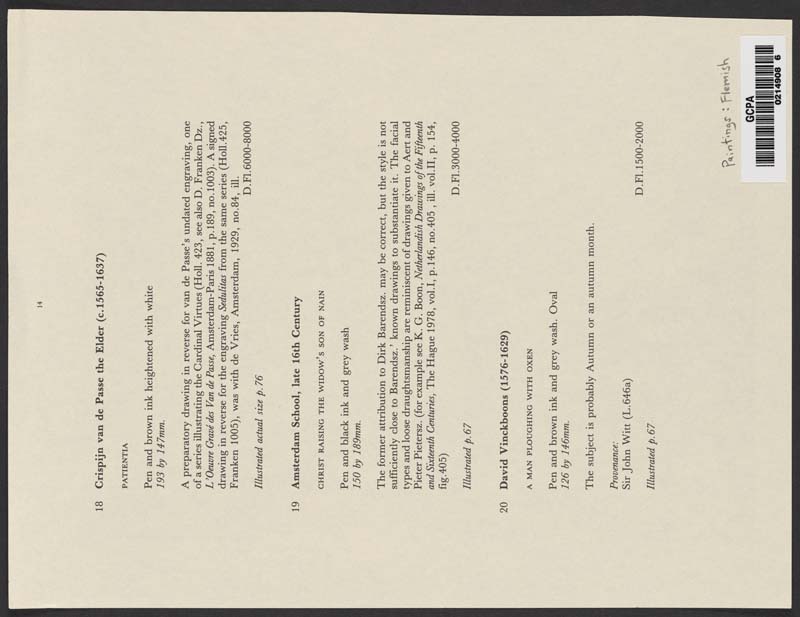 14
18 Crispijn van de Passe the Elder (c.1565-1637)
PATIENTIA
Pen and brown ink heightened with white
193 by 147mm.
A preparatory drawing in reverse for van de Passe's undated engraving, one
of a series illustrating the Cardinal Virtues (Holl. 423, see also D. Franken Dz.,
L'Oeuvre Gravé des Van de Passe, Amsterdam-Paris 1881, p.189, no.1003). A signed
drawing in reverse for the engraving Sedulitas from the same series (Holl.425,
Franken 1005), was with de Vries, Amsterdam, 1929, no.84, ill.
D.Fl.6000-8000
Illustrated actual size p.76
19 Amsterdam School, late 16th Century
CHRIST RAISING THE WIDOW'S SON OF NAIN
Pen and black ink and grey wash
150 by 189mm.
The former attribution to Dirk Barendsz. may be correct, but the style is not
sufficiently close to Barendsz.' known drawings to substantiate it. The facial
types and loose draughtsmanship are reminiscent of drawings given to Aert and
Pieter Pietersz. (for example see K. G. Boon, Netherlandish Drawings of the Fifteenth
and Sixteenth Centuries, The Hague 1978, vol.I, p.146, no.405 , ill. vol.II, p. 154,
fig.405)
D.Fl.3000-4000
Illustrated p.67
20 David Vinckboons (1576-1629)
A MAN PLOUGHING WITH OXEN
Pen and brown ink and grey wash. Oval
126 by 146mm.
The subject is probably Autumn or an autumn month.
Provenance:
Sir John Witt (L.646a)
D.Fl.1500-2000
Illustrated p.67
Paintings : Flemish
GCPA
0214908 6